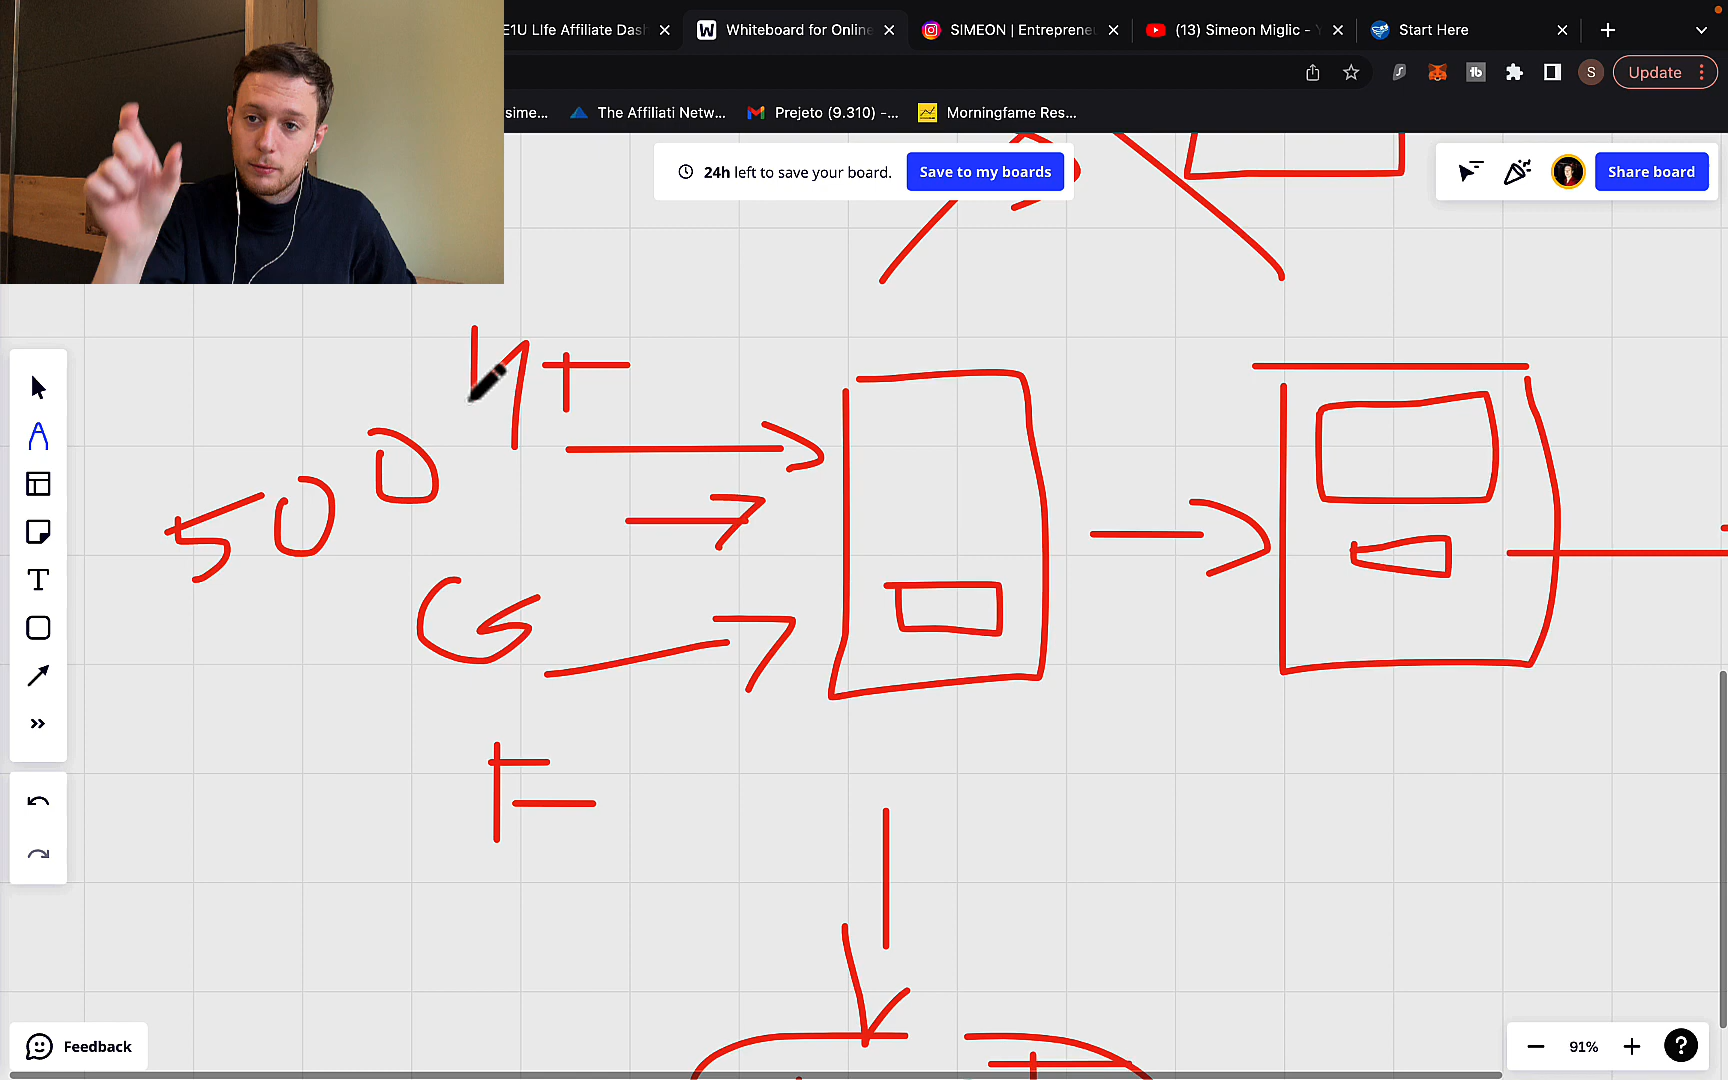 E1U LIfe Affiliate Dash
Whiteboard for Online
SIMEON | Entrepreneu
(13) Simeon Miglic - Y
Start Here
S
Update
sime...
The Affiliati Netw...
Prejeto (9.310) -...
Morningfame Res...
24h left to save your board.
Save to my boards
Share board
500
G
F
T
Feedback
91%
?